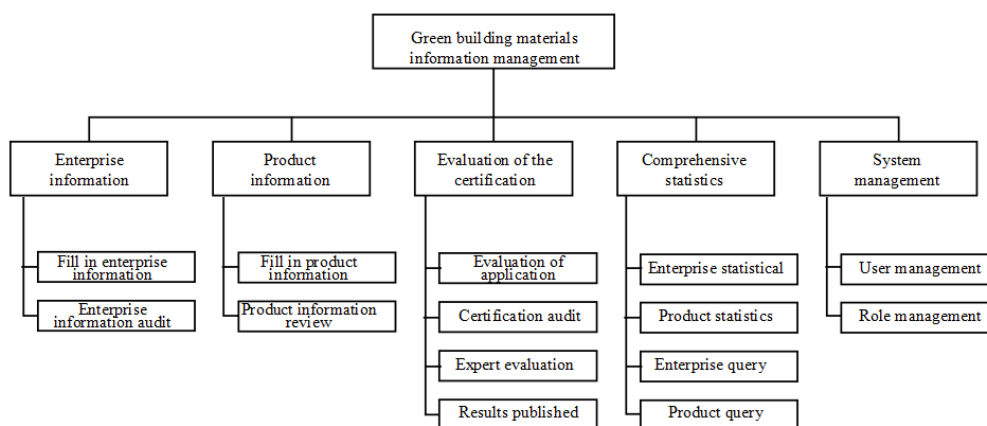 Green building materials
information management
Enterprise
information
Product
information
Evaluation of the
certification
Comprehensive
statistics
System
management
Fill in enterprise
information
Enterprise
information audit
Fill in product
information
Product information
review
Evaluation of
application
Certification audit
Expert evaluation
Results published
Enterprise statistical
Product statistics
Enterprise query
Product query
User management
Role management